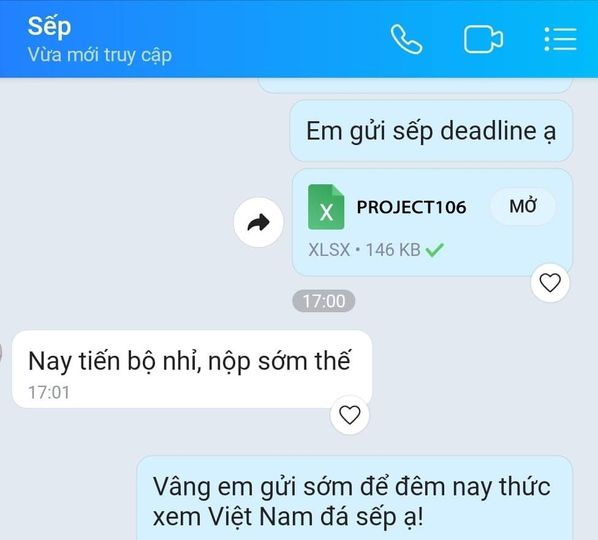 Sếp
Vừa mới truy cập
Em gửi sếp deadline ạ
X
PROJECT106
MỞ
XLSX • 146 KB
17:00
Nay tiến bộ nhỉ, nộp sớm thế
17:01
Vâng em gửi sớm để đêm nay thức
xem Việt Nam đá sếp ạ!